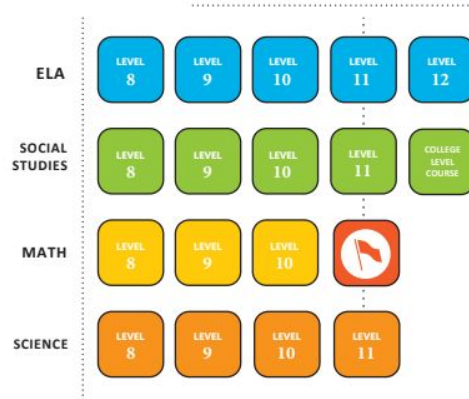 ELA
LEVEL
8
LEVEL
9
LEVEL
10
LEVEL
11
LEVEL
12
SOCIAL
STUDIES
LEVEL
8
LEVEL
9
LEVEL
10
LEVEL
11
COLLEGE
LEVEL
COURSE
MATH
LEVEL
8
LEVEL
9
LEVEL
10
SCIENCE
LEVEL
8
LEVEL
9
LEVEL
10
LEVEL
11